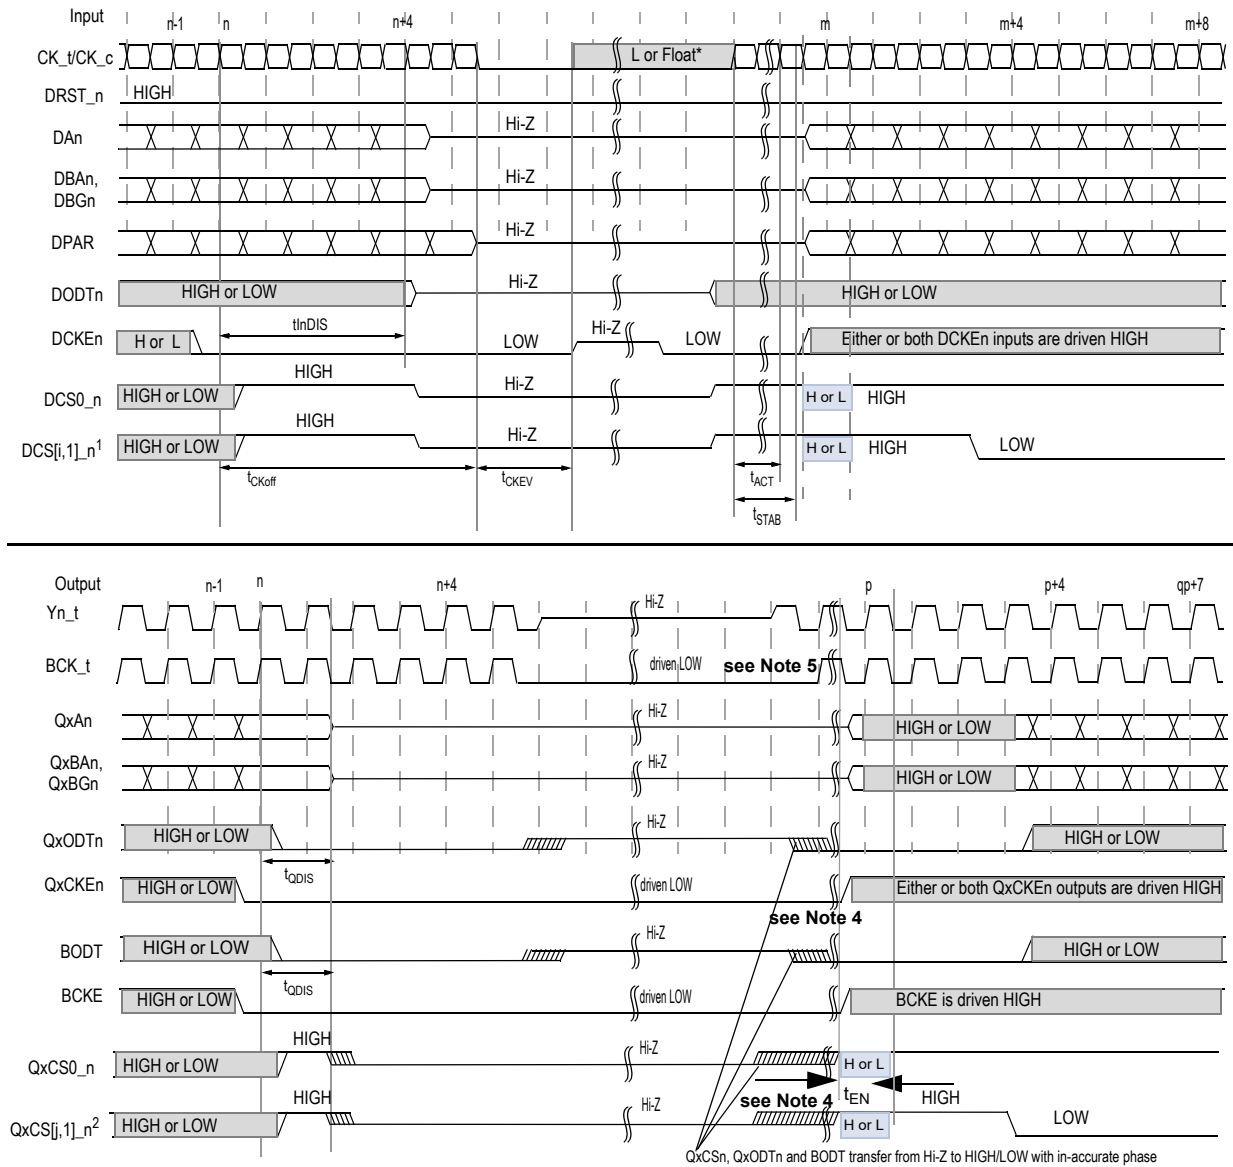 Input
n-1 n n+4 m m+4 m+8
CK_t/CK_c L or Float*
DRST_n HIGH
DAn Hi-Z
DBAn,
DBGn Hi-Z
DPAR Hi-Z
DODTn HIGH or LOW Hi-Z HIGH or LOW
tInDIS
DCKEn H or L LOW Hi-Z LOW Either or both DCKEn inputs are driven HIGH
DCS0_n HIGH or LOW HIGH Hi-Z H or L HIGH
DCS[i,1]_n1 HIGH or LOW HIGH Hi-Z H or L HIGH LOW
tCKoff tCKEV tACT
tSTAB
Output
n-1 n n+4 p p+4 qp+7
Yn_t Hi-Z
BCK_t driven LOW see Note 5
QxAn Hi-Z HIGH or LOW
QxBAn,
QxBGn Hi-Z HIGH or LOW
QxODTn HIGH or LOW Hi-Z HIGH or LOW
tQDIS
QxCKEn HIGH or LOW driven LOW Either or both QxCKEn outputs are driven HIGH
see Note 4
BODT HIGH or LOW Hi-Z HIGH or LOW
tQDIS
BCKE HIGH or LOW driven LOW BCKE is driven HIGH
QxCS0_n HIGH or LOW HIGH Hi-Z H or L
see Note 4 tEN HIGH
QxCS[j,1]_n2 HIGH or LOW HIGH Hi-Z H or L LOW
QxCSn, QxODTn and BODT transfer from Hi-Z to HIGH/LOW with in-accurate phase